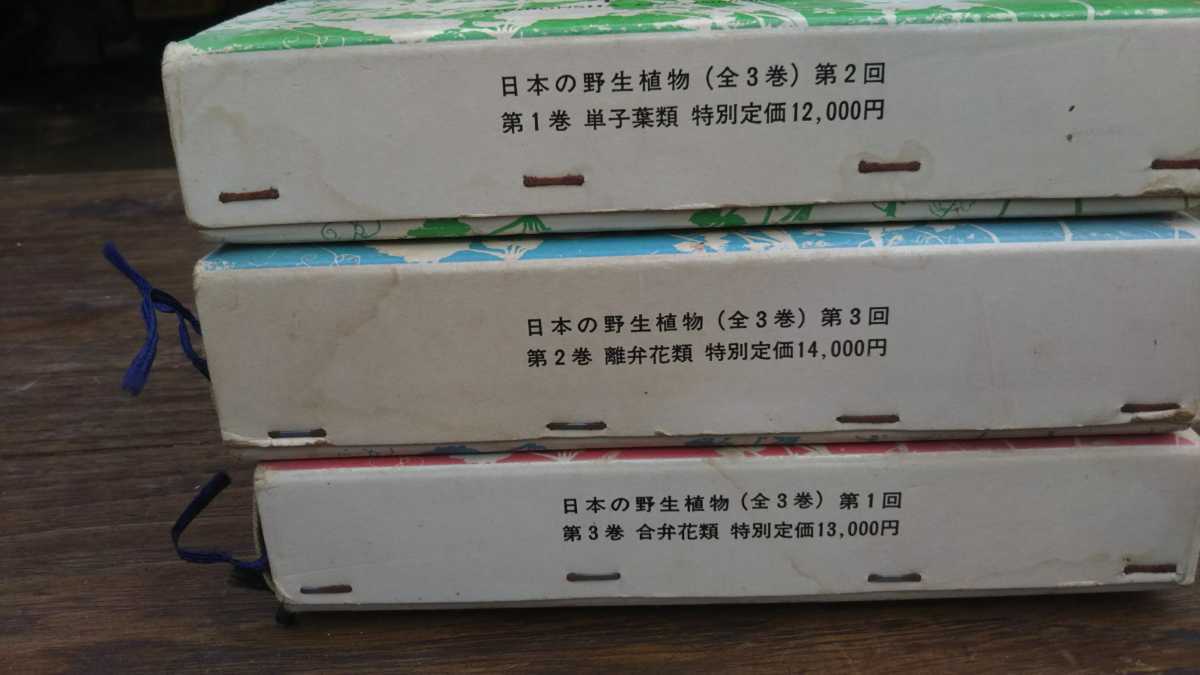 日本の野生植物（全3巻）第2回
第1巻 単子葉類 特別定価12,000円
日本の野生植物（全3巻）第3回
第2巻 離弁花類 特別定価14,000円
日本の野生植物（全3巻）第1回
第3巻 合弁花類 特別定価13,000円